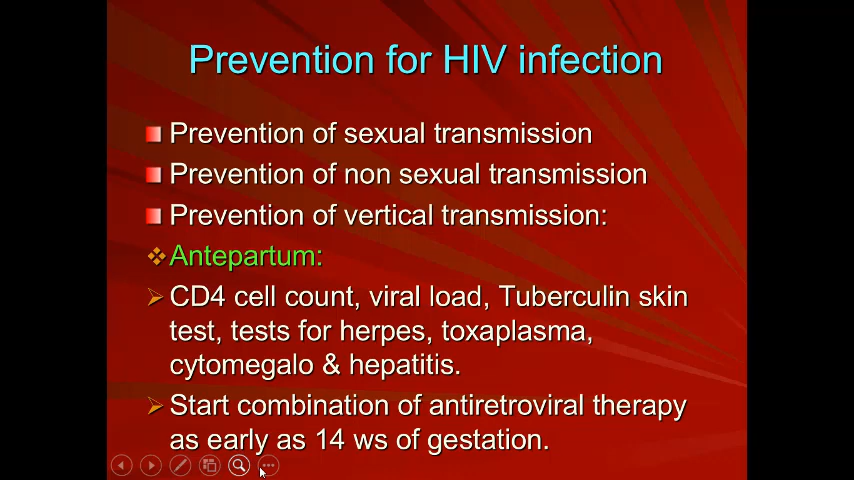 Prevention for HIV infection
Prevention of sexual transmission
Prevention of non sexual transmission
Prevention of vertical transmission:
Antepartum:
CD4 cell count, viral load, Tuberculin skin
test, tests for herpes, toxaplasma,
cytomegalo & hepatitis.
Start combination of antiretroviral therapy
as early as 14 ws of gestation.